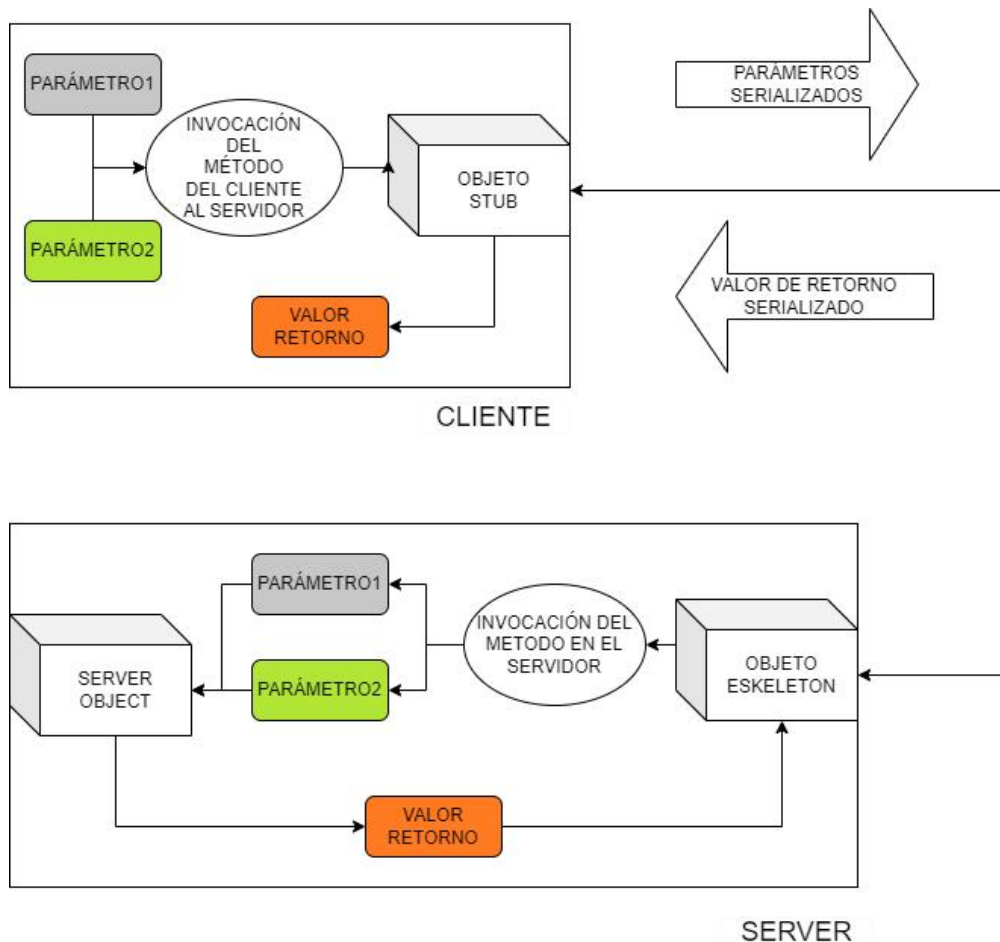 PARÁMETRO1
INVOCACIÓN
DEL
MÉTODO
DEL CLIENTE
AL SERVIDOR
PARÁMETRO2
OBJETO
STUB
VALOR
RETORNO
PARÁMETROS
SERIALIZADOS
VALOR DE RETORNO
SERIALIZADO
CLIENTE
SERVER
OBJECT
PARÁMETRO1
PARÁMETRO2
INVOCACIÓN DEL
METODO EN EL
SERVIDOR
OBJETO
ESKELETON
VALOR
RETORNO
SERVER